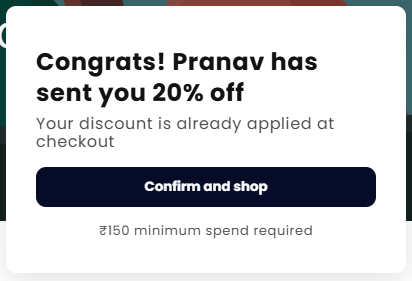 Congrats! Pranav has
sent you 20% off
Your discount is already applied at
checkout
Confirm and shop
₹150 minimum spend required